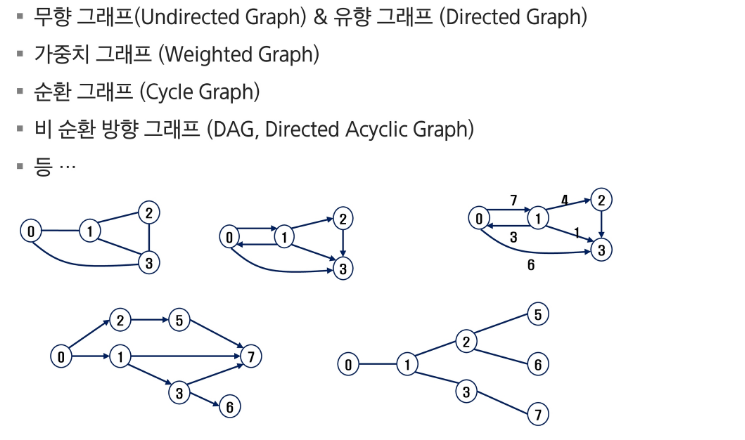 ▪ 무향 그래프(Undirected Graph) & 유향 그래프 (Directed Graph)
▪ 가중치 그래프 (Weighted Graph)
▪ 순환 그래프 (Cycle Graph)
▪ 비 순환 방향 그래프 (DAG, Directed Acyclic Graph)
▪ 등 …
0 1 2 3
0 1 2 3
0 7 1 4 2 3 1 3 6
0 2 5 1 7 3 6
0 1 2 5 6 3 7